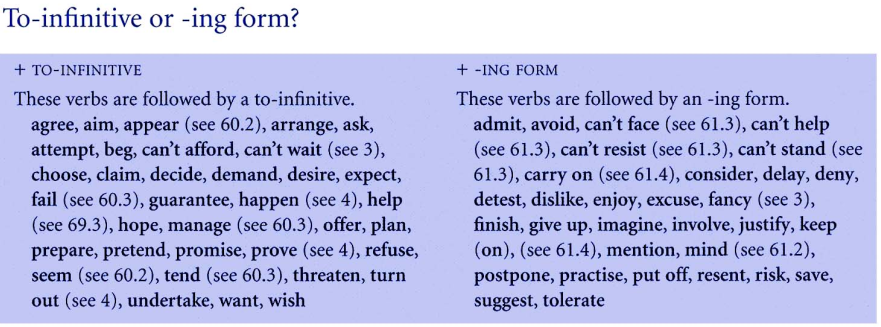 To-infinitive or -ing form?
+ TO-INFINITIVE
These verbs are followed by a to-infinitive.
agree, aim, appear (see 60.2), arrange, ask,
attempt, beg, can't afford, can't wait (see 3),
choose, claim, decide, demand, desire, expect,
fail (see 60.3), guarantee, happen (see 4), help
(see 69.3), hope, manage (see 60.3), offer, plan,
prepare, pretend, promise, prove (see 4), refuse,
seem (see 60.2), tend (see 60.3), threaten, turn
out (see 4), undertake, want, wish
+ -ING FORM
These verbs are followed by an -ing form.
admit, avoid, can't face (see 61.3), can't help
(see 61.3), can't resist (see 61.3), can't stand (see
61.3), carry on (see 61.4), consider, delay, deny,
detest, dislike, enjoy, excuse, fancy (see 3),
finish, give up, imagine, involve, justify, keep
(on), (see 61.4), mention, mind (see 61.2),
postpone, practise, put off, resent, risk, save,
suggest, tolerate